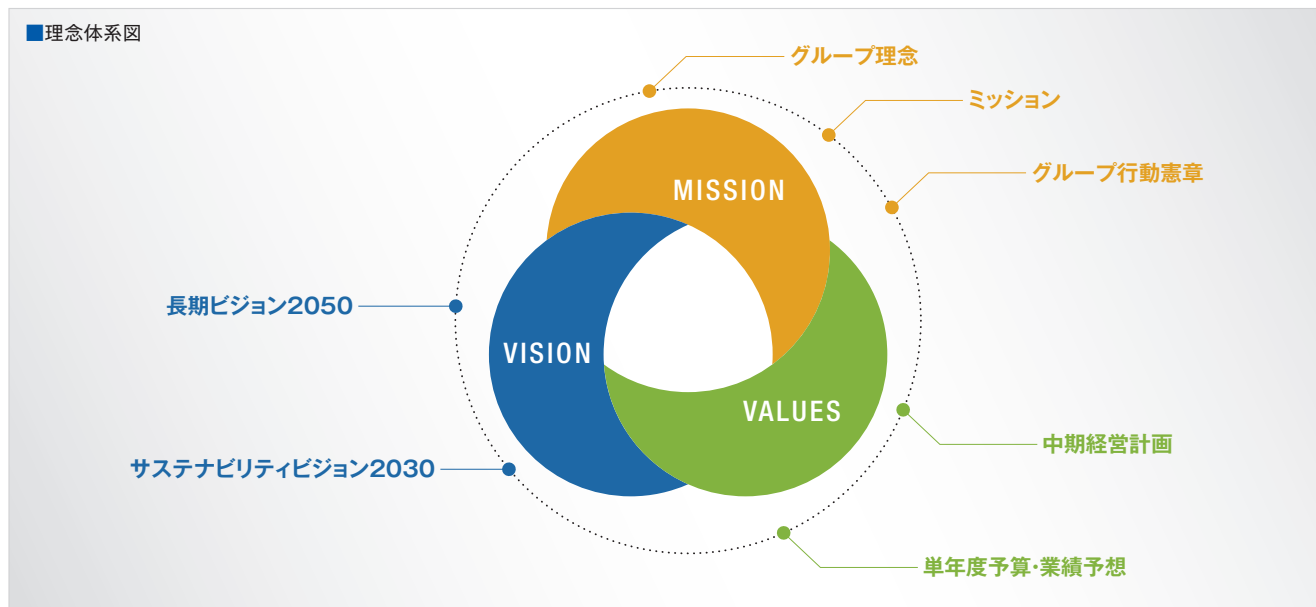 ■理念体系図
グループ理念
ミッション
グループ行動憲章
MISSION
長期ビジョン2050
VISION
VALUES
中期経営計画
サステナビリティビジョン2030
単年度予算・業績予想